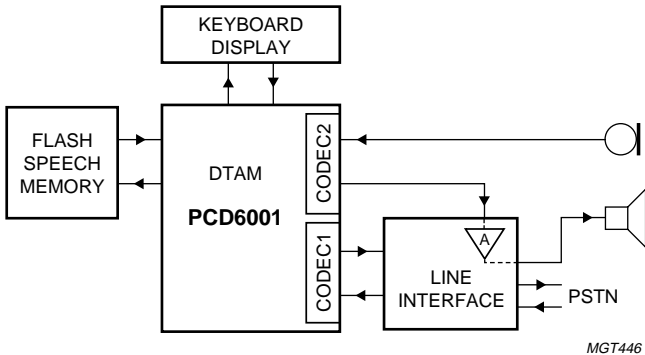 KEYBOARD
DISPLAY
FLASH
SPEECH
MEMORY
DTAM
PCD6001
CODEC2
CODEC1
A
LINE
INTERFACE
PSTN
MGT446